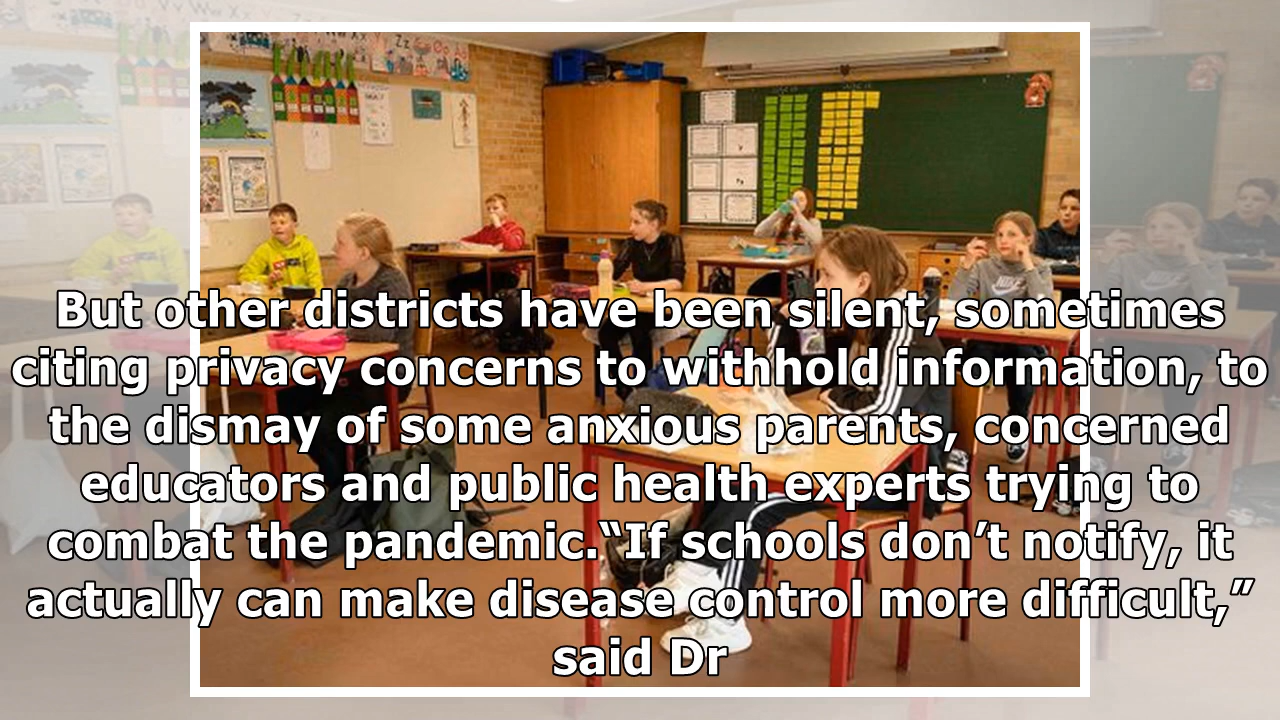 But other districts have been silent, sometimes
citing privacy concerns to withhold information, to
the dismay of some anxious parents, concerned
educators and public health experts trying to
combat the pandemic.“If schools don’t notify, it
actually can make disease control more difficult,”
said Dr